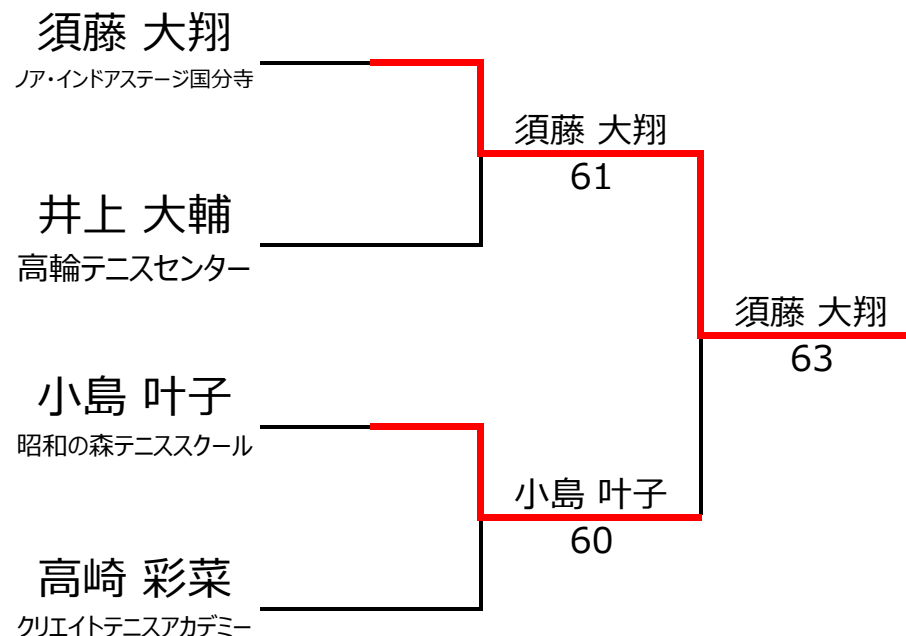 須藤 大翔
ノア・インドアステージ国分寺
須藤 大翔
61
井上 大輔
高輪テニスセンター
須藤 大翔
63
小島 叶子
昭和の森テニススクール
小島 叶子
60
高崎 彩菜
クリエイトテニスアカデミー